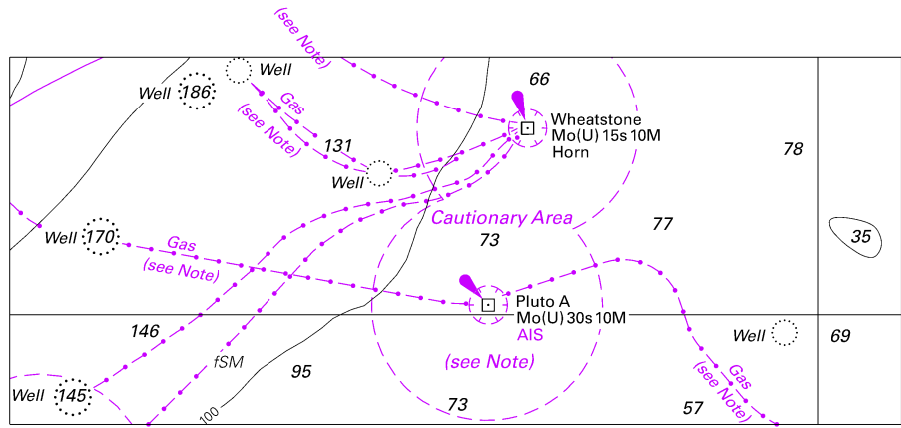 (see Note)
66
Well
Well 186
Gas
(see Note)
131
Wheatstone
Mo(U) 15s 10M
Horn
78
Well
Cautionary Area
77
73
Well 170
Gas
(see Note)
35
Pluto A
Mo(U) 30s 10M
AIS
146
Well
69
fSM
95
(see Note)
Gas
(see Note)
Well 145
100
73
57